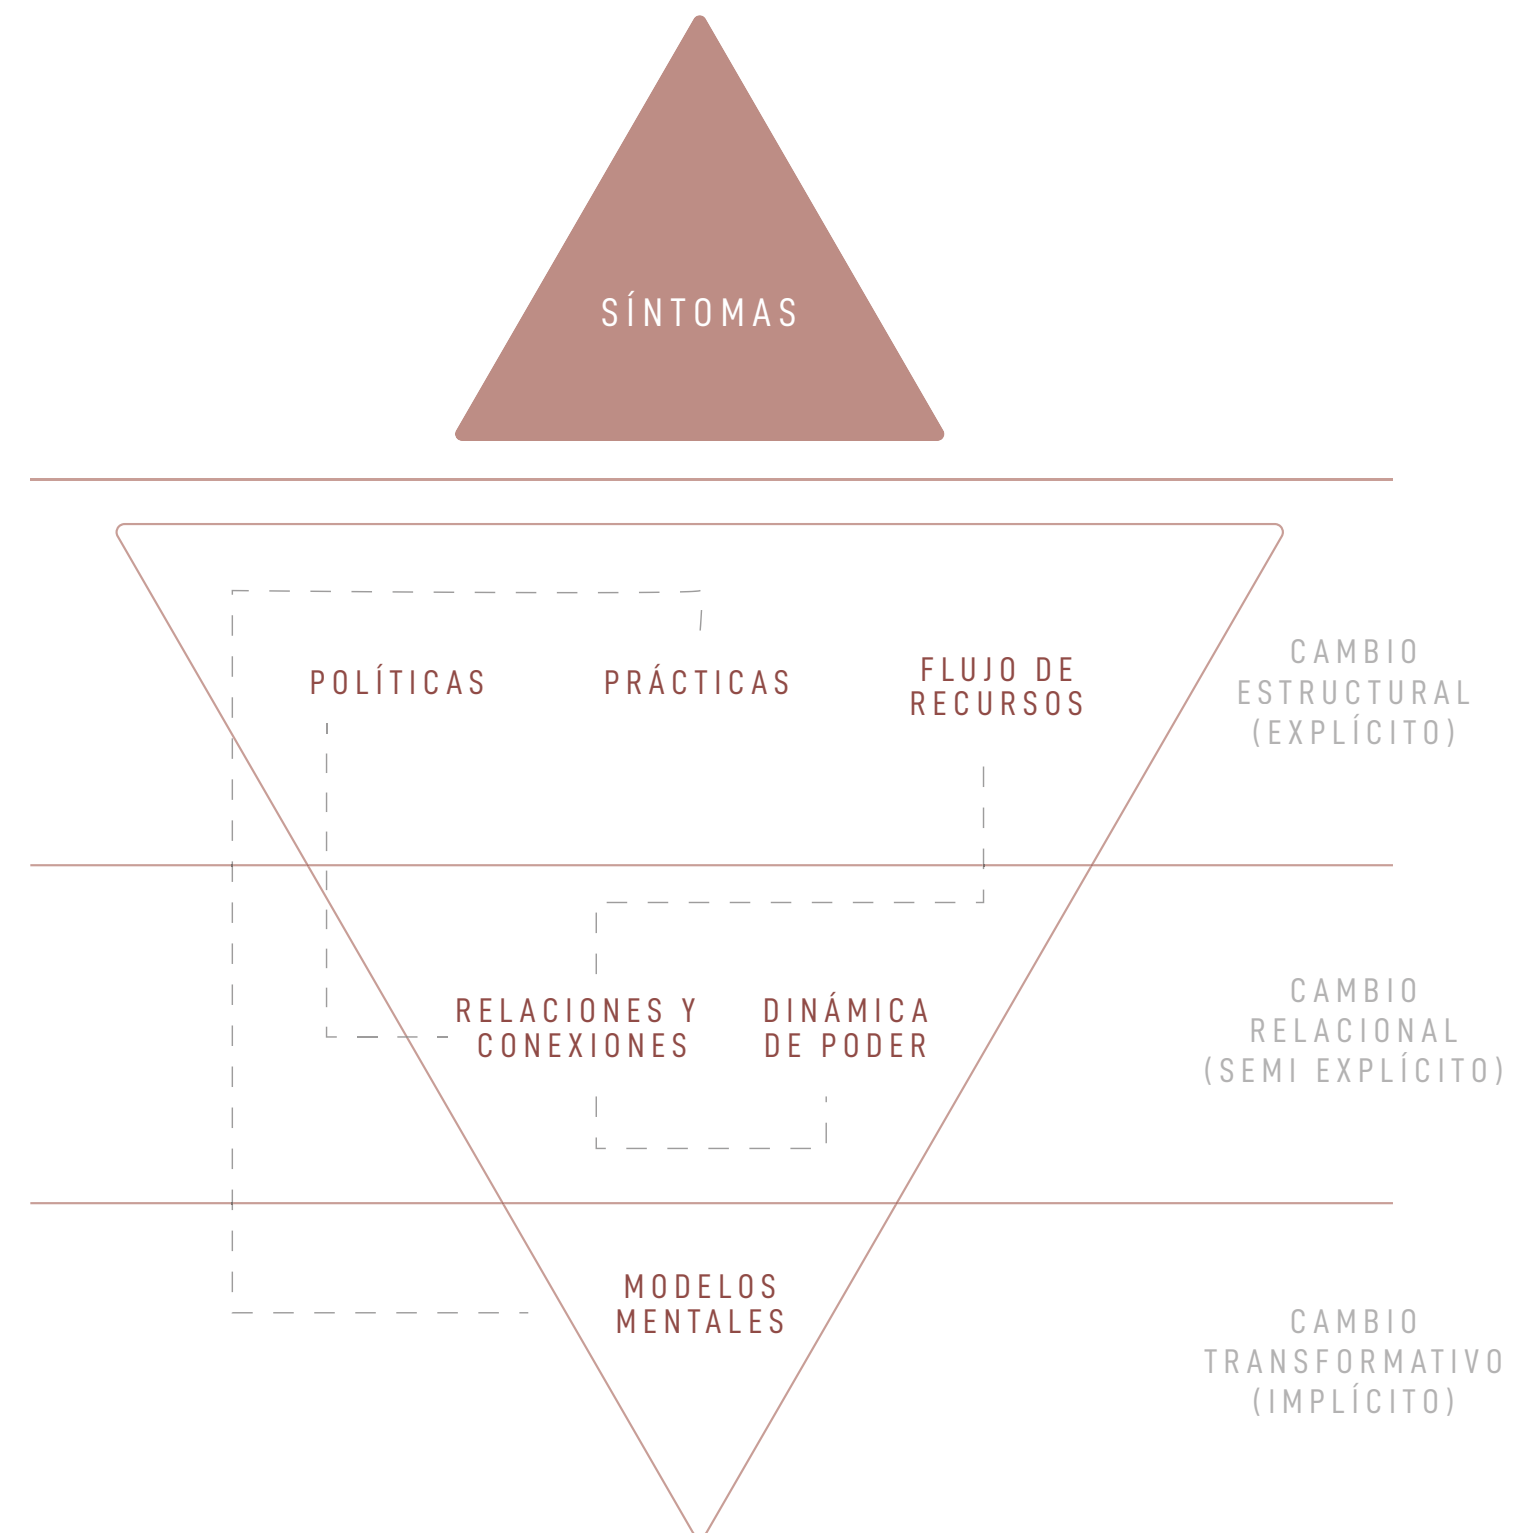 SÍNTOMAS
POLÍTICAS
PRÁCTICAS
FLUJO DE
RECURSOS
CAMBIO
ESTRUCTURAL
(EXPLÍCITO)
RELACIONES Y
CONEXIONES
DINÁMICA
DE PODER
CAMBIO
RELACIONAL
(SEMI EXPLÍCITO)
MODELOS
MENTALES
CAMBIO
TRANSFORMATIVO
(IMPLÍCITO)